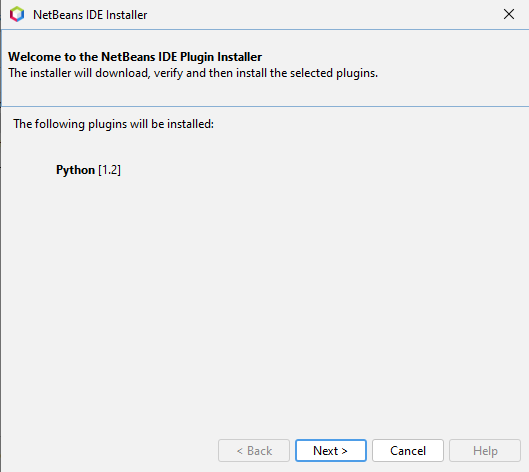 NetBeans IDE Installer
Welcome to the NetBeans IDE Plugin Installer
The installer will download, verify and then install the selected plugins.
The following plugins will be installed:
Python [1.2]
< Back Next > Cancel Help